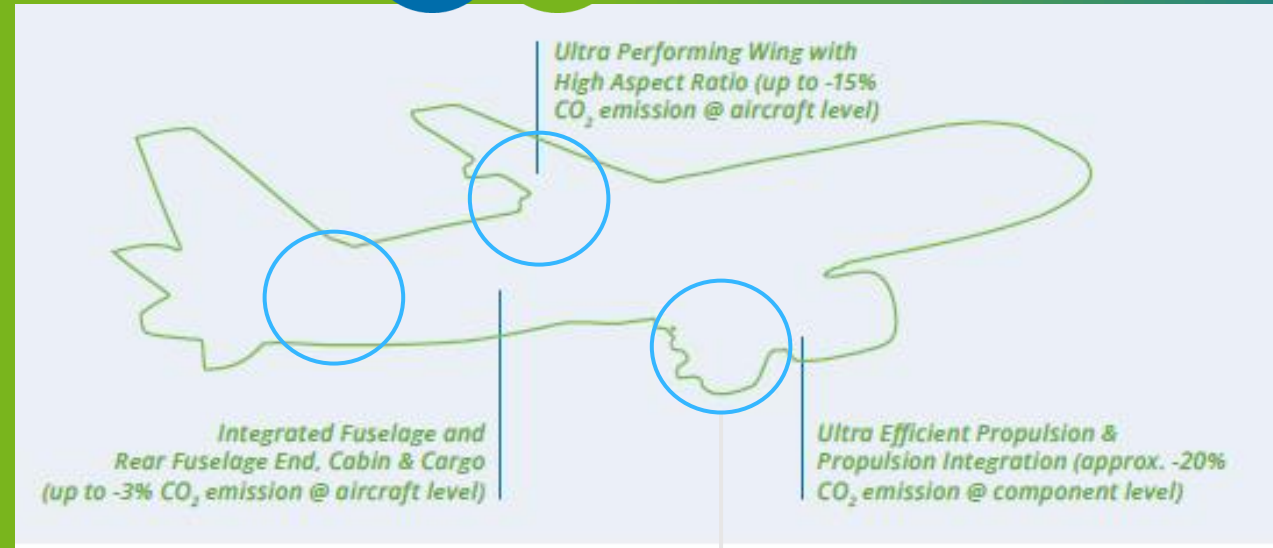 Ultra Performing Wing with
High Aspect Ratio (up to -15%
CO₂ emission @ aircraft level)
Integrated Fuselage and
Rear Fuselage End, Cabin & Cargo
(up to -3% CO₂ emission @ aircraft level)
Ultra Efficient Propulsion &
Propulsion Integration (approx. -20%
CO₂ emission @ component level)